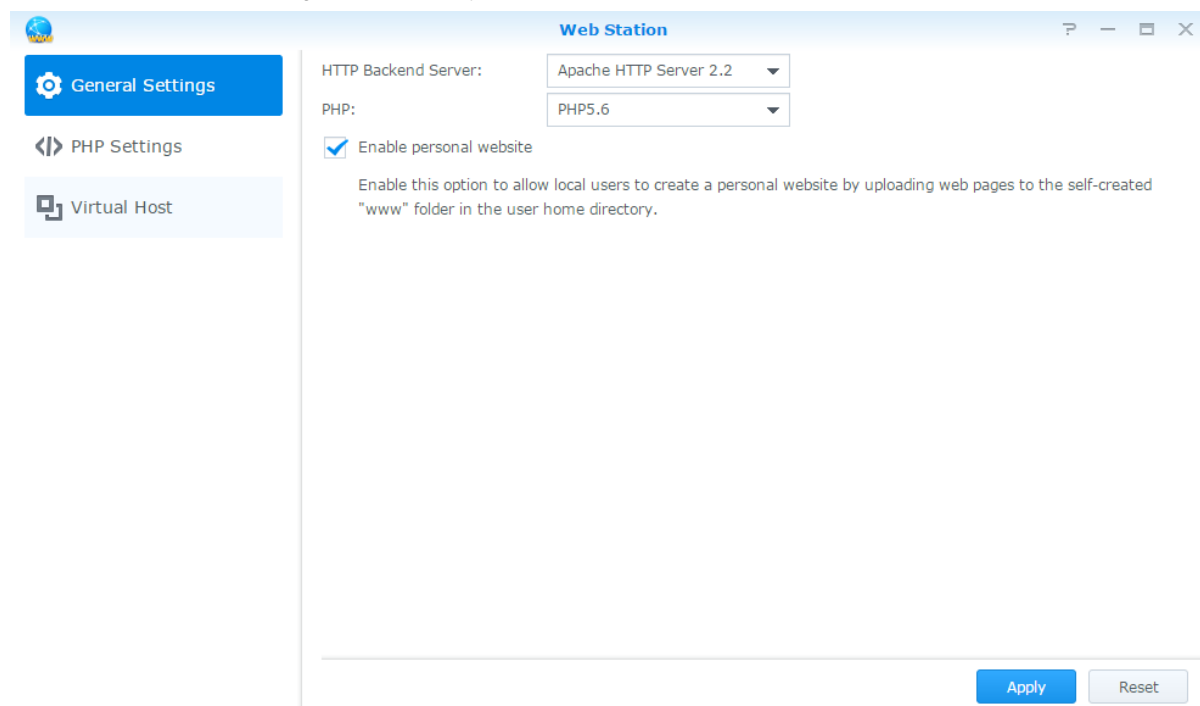 Web Station
General Settings
PHP Settings
Virtual Host
HTTP Backend Server: Apache HTTP Server 2.2
PHP: PHP5.6
Enable personal website
Enable this option to allow local users to create a personal website by uploading web pages to the self-created
"www" folder in the user home directory.
Apply Reset